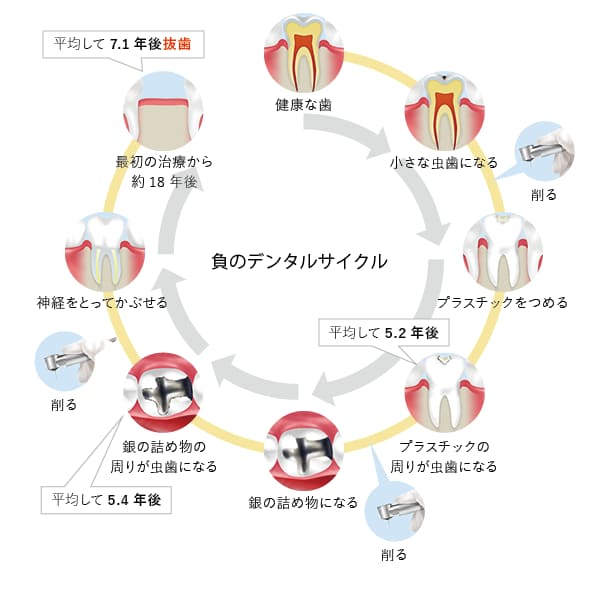 健康な歯
小さな虫歯になる
削る
プラスチックをつめる
平均して 5.2 年後
プラスチックの
周りが虫歯になる
削る
銀の詰め物になる
銀の詰め物の
周りが虫歯になる
平均して 5.4 年後
削る
神経をとってかぶせる
最初の治療から
約 18 年後
平均して 7.1 年後抜歯
負のデンタルサイクル